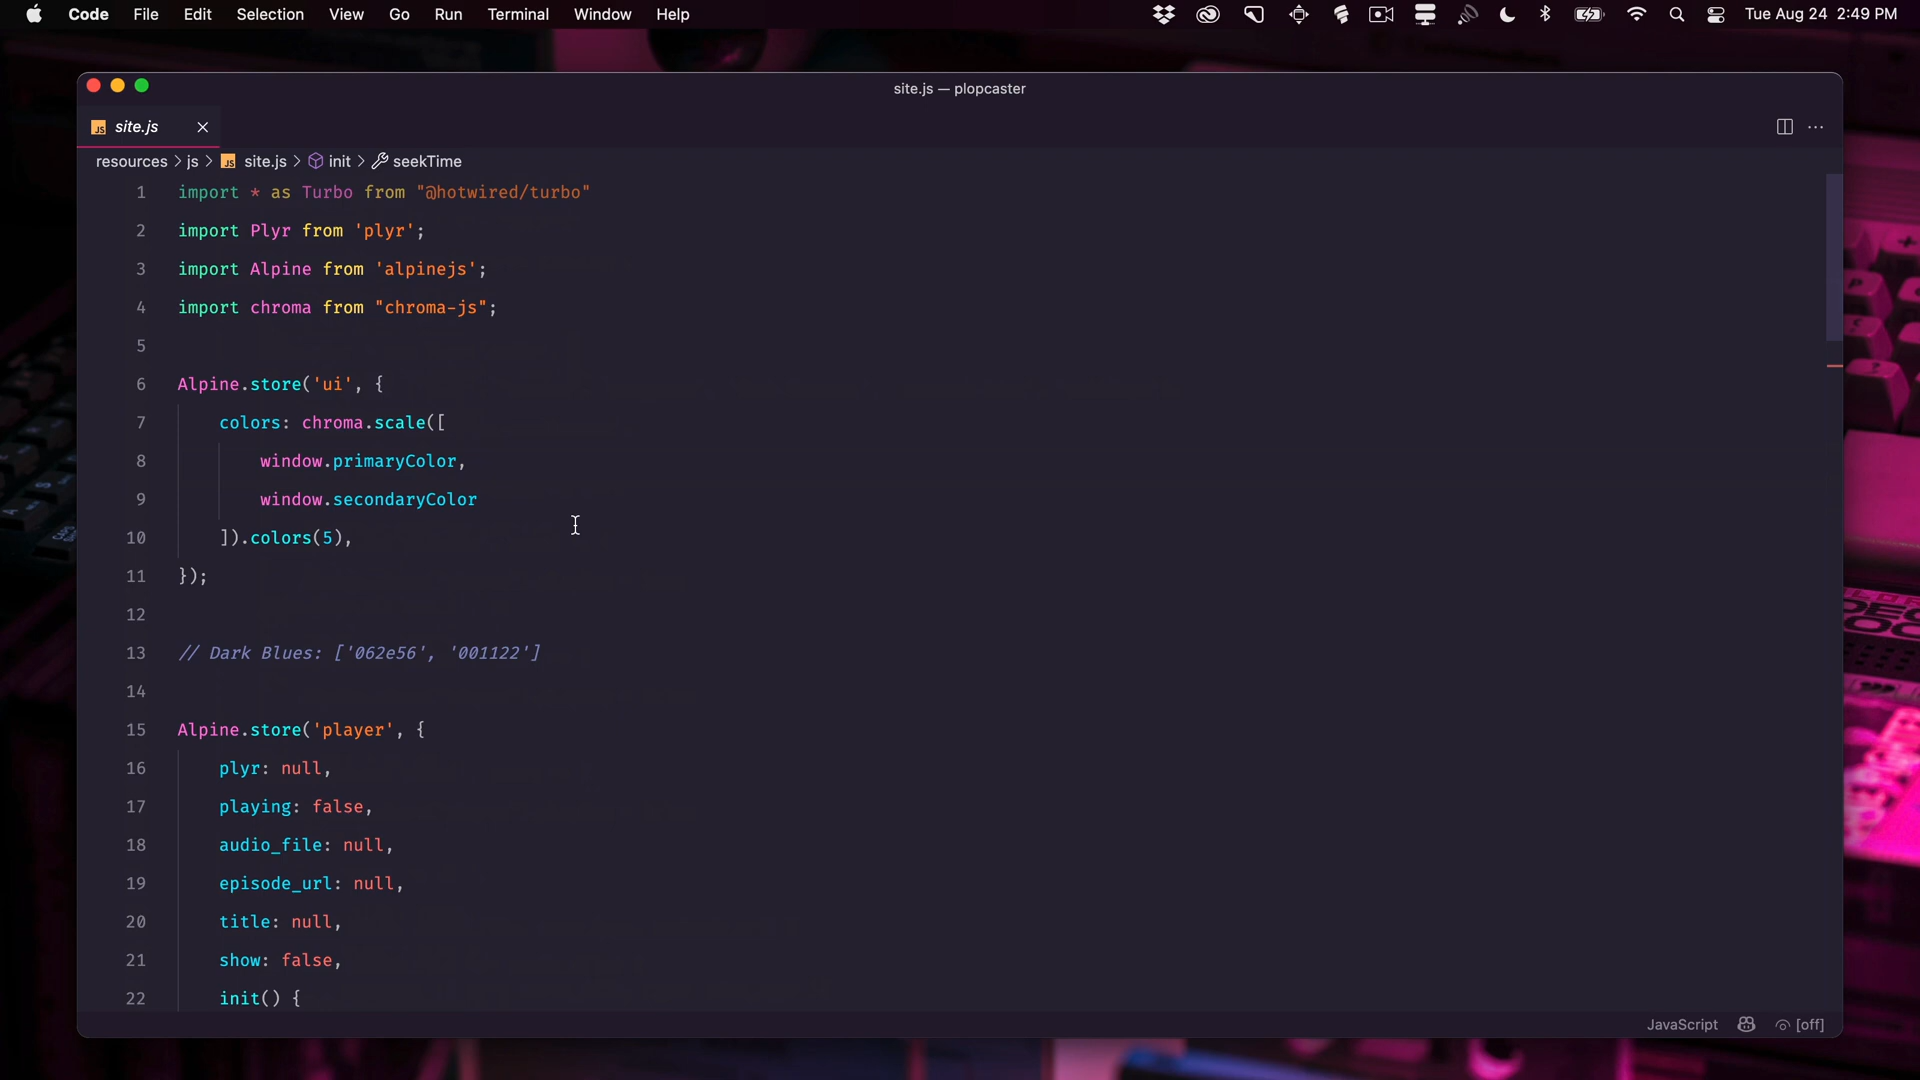 Code File Edit Selection View Go Run Terminal Window Help Tue Aug 24 2:49 PM
site.js — plopcaster
JS site.js
resources > js > JS site.js > init > seekTime
1 import * as Turbo from "@hotwired/turbo"
2 import Plyr from 'plyr';
3 import Alpine from 'alpinejs';
4 import chroma from "chroma-js";
5
6 Alpine.store('ui', {
7 colors: chroma.scale([
8 window.primaryColor,
9 window.secondaryColor
10 ]).colors(5),
11 });
12
13 // Dark Blues: ['062e56', '001122']
14
15 Alpine.store('player', {
16 plyr: null,
17 playing: false,
18 audio_file: null,
19 episode_url: null,
20 title: null,
21 show: false,
22 init() {
JavaScript [off]